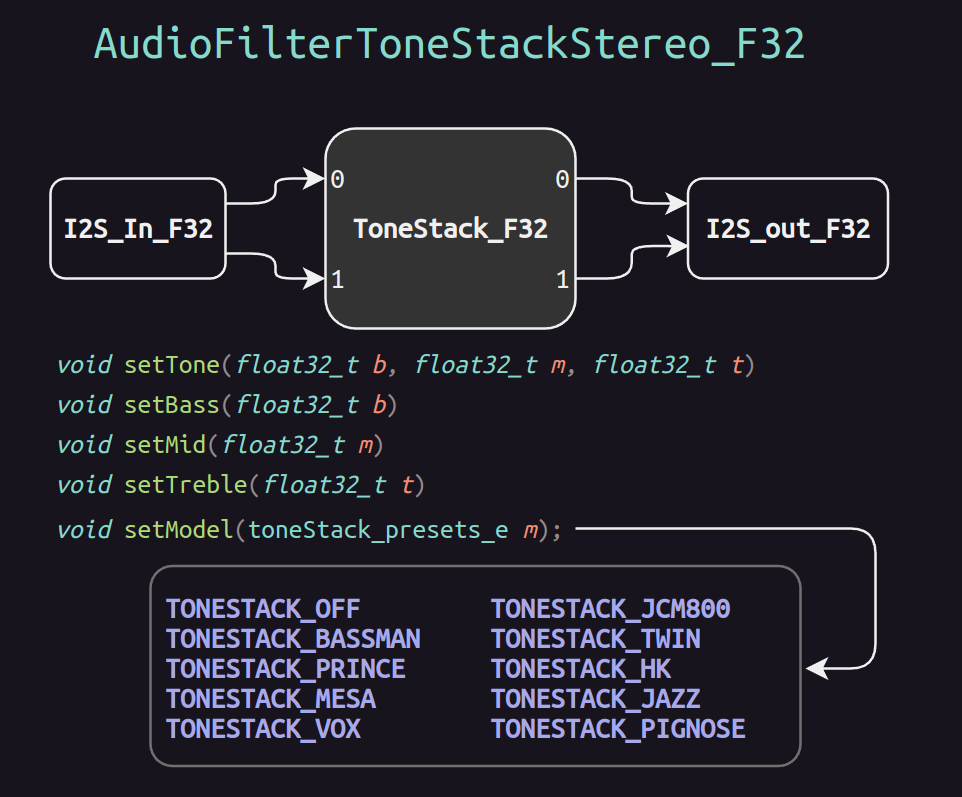 AudioFilterToneStackStereo_F32
I2S_In_F32
0
1
ToneStack_F32
0
1
I2S_out_F32
void setTone(float32_t b, float32_t m, float32_t t)
void setBass(float32_t b)
void setMid(float32_t m)
void setTreble(float32_t t)
void setModel(toneStack_presets_e m);
TONESTACK_OFF
TONESTACK_BASSMAN
TONESTACK_PRINCE
TONESTACK_MESA
TONESTACK_VOX
TONESTACK_JCM800
TONESTACK_TWIN
TONESTACK_HK
TONESTACK_JAZZ
TONESTACK_PIGNOSE